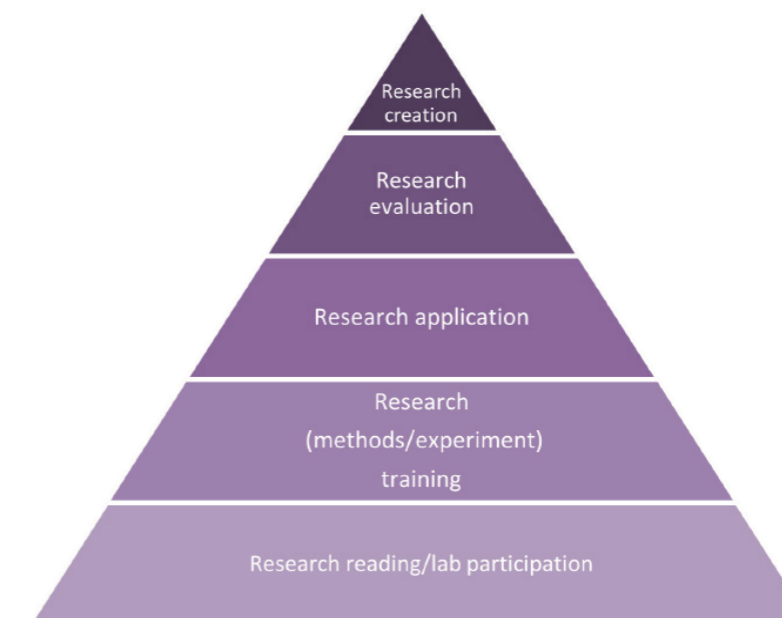 Research
creation
Research
evaluation
Research application
Research
(methods/experiment)
training
Research reading/lab participation